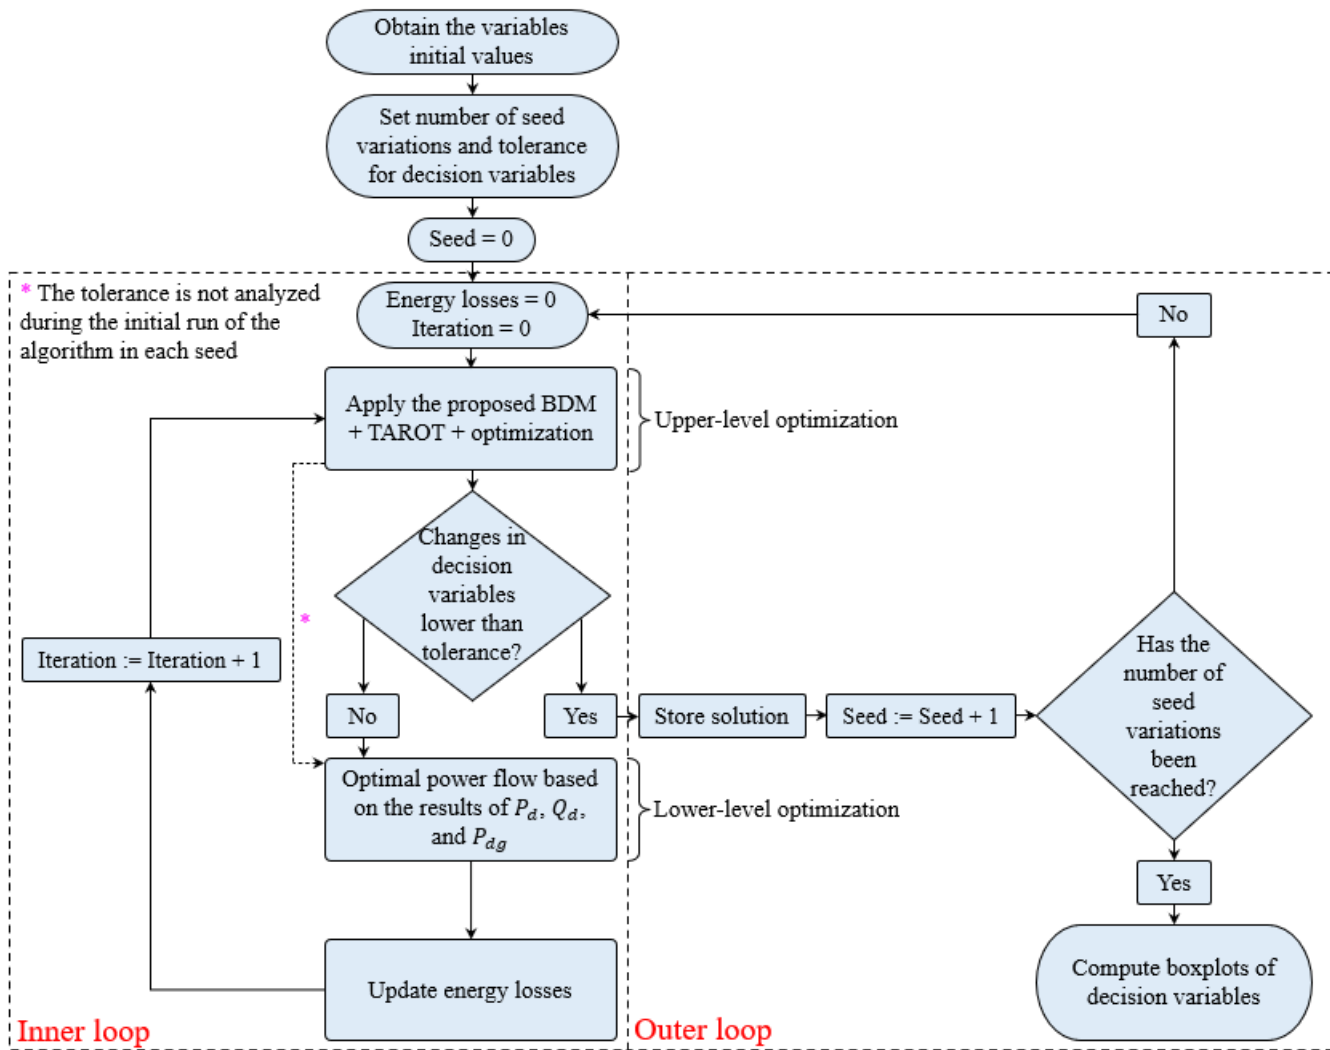 Obtain the variables
initial values
Set number of seed
variations and tolerance
for decision variables
Seed = 0
* The tolerance is not analyzed
during the initial run of the
algorithm in each seed
Energy losses = 0
Iteration = 0
No
Apply the proposed BDM
+ TAROT + optimization
Upper-level optimization
Changes in
decision
variables
lower than
tolerance?
*
Iteration := Iteration + 1
No
Yes
Store solution
Seed := Seed + 1
Has the
number of
seed
variations
been
reached?
Optimal power flow based
on the results of $P_d$, $Q_d$,
and $P_{dg}$
Lower-level optimization
Yes
Update energy losses
Compute boxplots of
decision variables
Inner loop
Outer loop